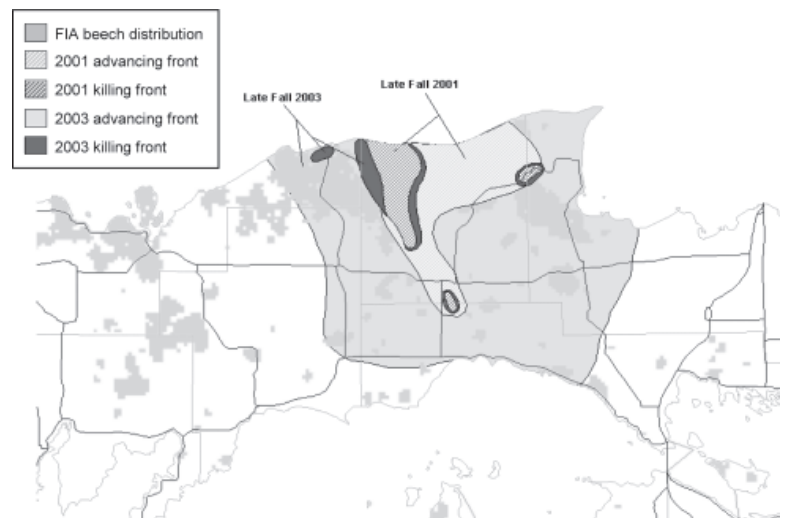 FIA beech distribution
2001 advancing front
2001 killing front
2003 advancing front
2003 killing front
Late Fall 2003
Late Fall 2001